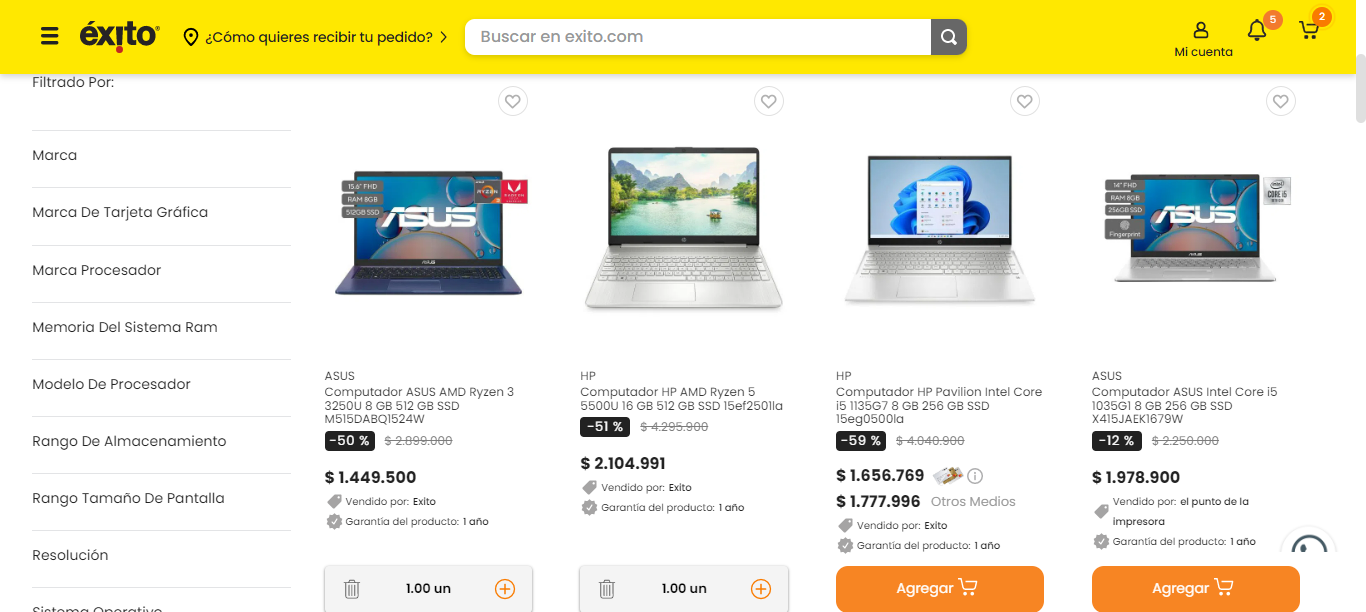 éxito
¿Cómo quieres recibir tu pedido?
Buscar en exito.com
Mi cuenta
5
2
Filtrado Por:
Marca
Marca De Tarjeta Gráfica
Marca Procesador
Memoria Del Sistema Ram
Modelo De Procesador
Rango De Almacenamiento
Rango Tamaño De Pantalla
Resolución
Sistema Operativo
15.6" FHD
RAM 8GB
512GB SSD
ASUS
RYZEN
3
RADEON
ASUS
ASUS
Computador ASUS AMD Ryzen 3
3250U 8 GB 512 GB SSD
M515DABQ1524W
-50 % $ 2.899.000
$ 1.449.500
Vendido por: Exito
Garantía del producto: 1 año
1.00 un
HP
Computador HP AMD Ryzen 5
5500U 16 GB 512 GB SSD 15ef2501la
-51 % $ 4.295.900
$ 2.104.991
Vendido por: Exito
Garantía del producto: 1 año
1.00 un
HP
Computador HP Pavilion Intel Core
i5 1135G7 8 GB 256 GB SSD
15eg0500la
-59 % $ 4.040.900
$ 1.656.769
$ 1.777.996 Otros Medios
Vendido por: Exito
Garantía del producto: 1 año
Agregar
14" FHD
RAM 8GB
256GB SSD
Fingerprint
ASUS
intel
CORE i5
ASUS
ASUS
Computador ASUS Intel Core i5
1035G1 8 GB 256 GB SSD
X415JAEK1679W
-12 % $ 2.250.000
$ 1.978.900
Vendido por: el punto de la
impresora
Garantía del producto: 1 año
Agregar